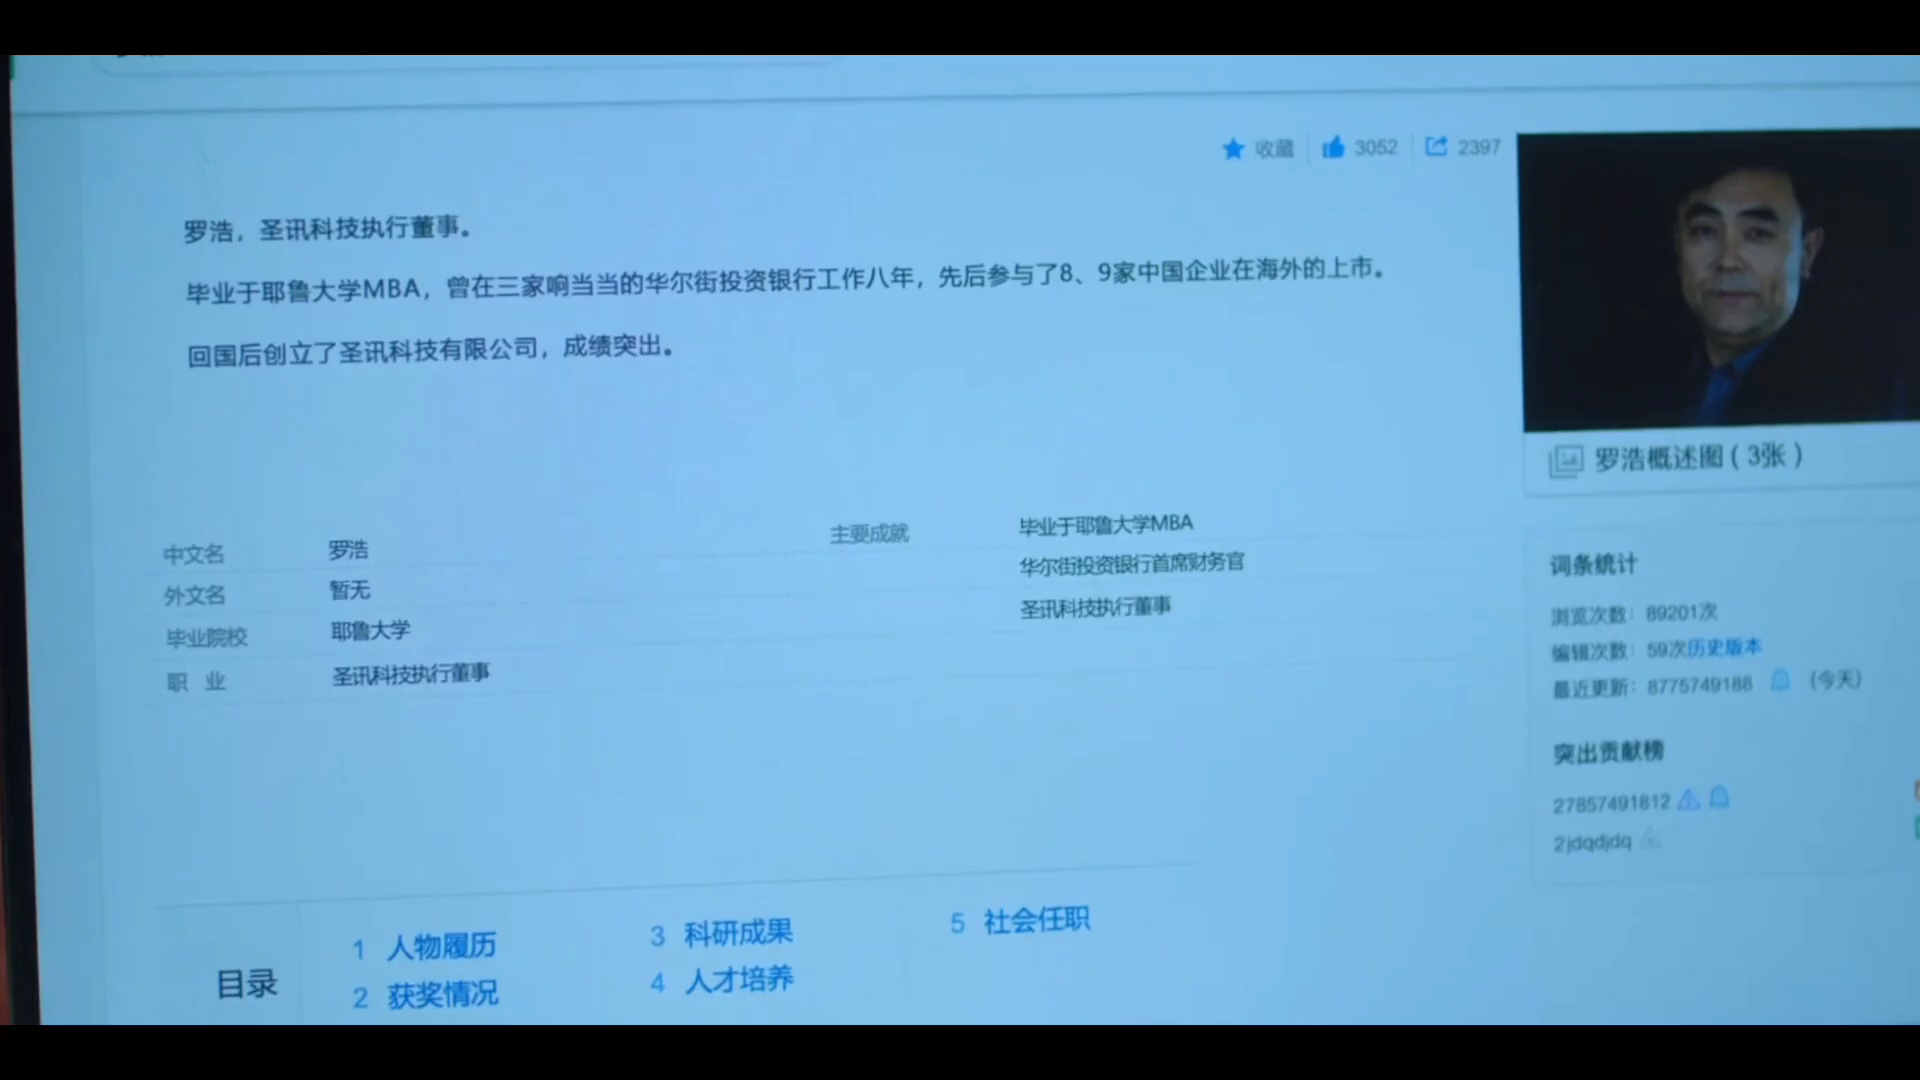 收藏 3052 2397
罗浩，圣讯科技执行董事。
毕业于耶鲁大学MBA，曾在三家响当当的华尔街投资银行工作八年，先后参与了8、9家中国企业在海外的上市。
回国后创立了圣讯科技有限公司，成绩突出。
罗浩概述图（3张）
中文名 罗浩
外文名 暂无
毕业院校 耶鲁大学
职 业 圣讯科技执行董事
主要成就 毕业于耶鲁大学MBA
华尔街投资银行首席财务官
圣讯科技执行董事
词条统计
浏览次数：89201次
编辑次数：59次历史版本
最近更新：8775749188 （今天）
突出贡献榜
27857491812
2jdqdjdq
目录
1 人物履历
2 获奖情况
3 科研成果
4 人才培养
5 社会任职